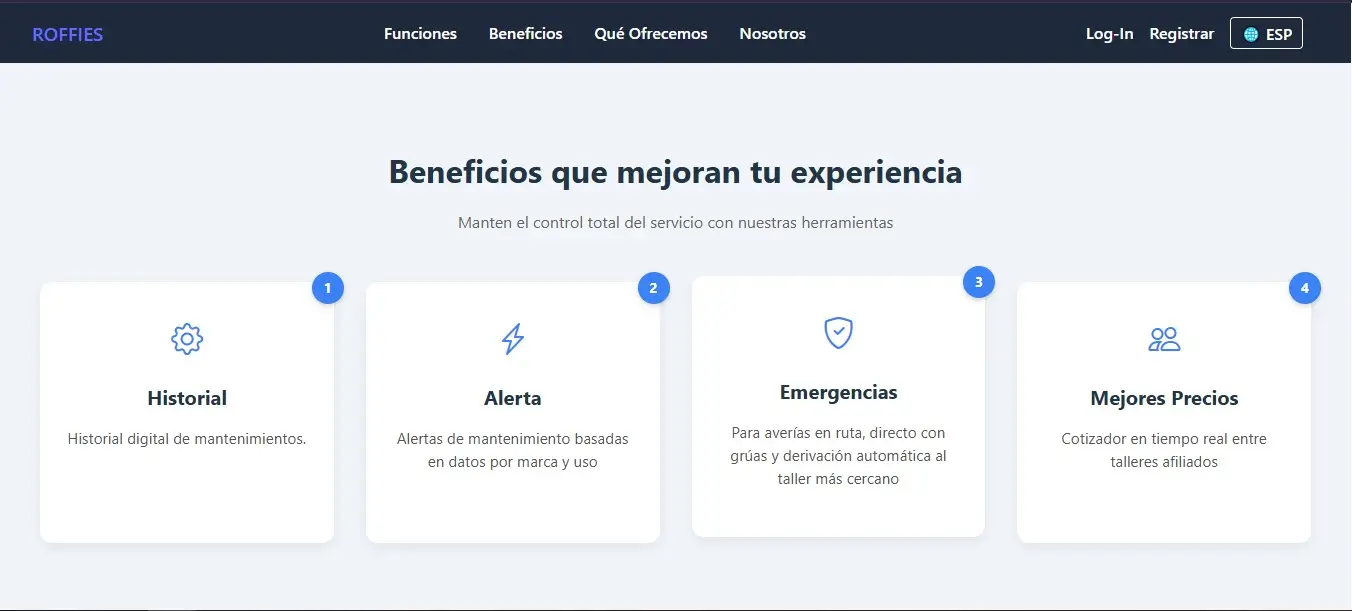 ROFFIES
Funciones
Beneficios
Qué Ofrecemos
Nosotros
Log-In
Registrar
ESP
Beneficios que mejoran tu experiencia
Manten el control total del servicio con nuestras herramientas
1
Historial
Historial digital de mantenimientos.
2
Alerta
Alertas de mantenimiento basadas
en datos por marca y uso
3
Emergencias
Para averías en ruta, directo con
grúas y derivación automática al
taller más cercano
4
Mejores Precios
Cotizador en tiempo real entre
talleres afiliados